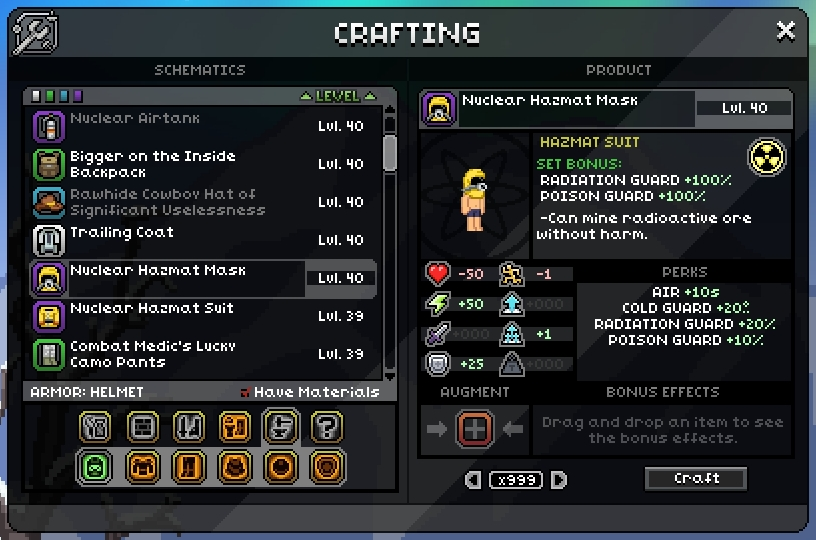 CRAFTING
SCHEMATICS
LEVEL
Nuclear Airtank
Lvl. 40
Bigger on the Inside
Backpack
Lvl. 40
Rawhide Cowboy Hat of
Significant Uselessness
Lvl. 40
Trailing Coat
Lvl. 40
Nuclear Hazmat Mask
Lvl. 40
Nuclear Hazmat Suit
Lvl. 39
Combat Medic's Lucky
Camo Pants
Lvl. 39
ARMOR: HELMET
Have Materials
PRODUCT
Nuclear Hazmat Mask
Lvl. 40
HAZMAT SUIT
SET BONUS:
RADIATION GUARD +100%
POISON GUARD +100%
-Can mine radioactive ore
without harm.
-50
-1
+50
+000
+000
+1
+25
+000
PERKS
AIR +10s
COLD GUARD +20%
RADIATION GUARD +20%
POISON GUARD +10%
AUGMENT
BONUS EFFECTS
Drag and drop an item to see
the bonus effects.
x999
Craft